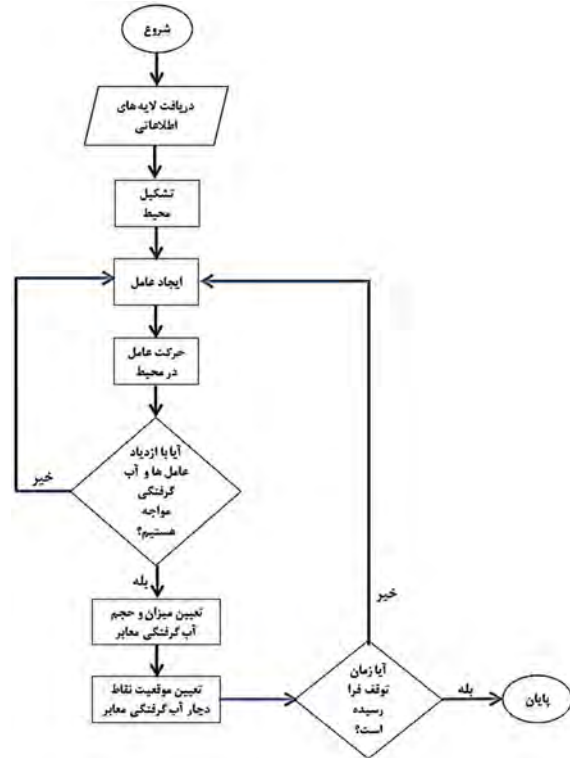 شروع
دریافت لایه های
اطلاعاتی
تشکیل
محیط
ایجاد عامل
حرکت عامل
در محیط
آیا با ازدیاد
عامل ها و آب
گرفتگی
مواجه
هستیم؟
خیر
بله
تعیین میزان و حجم
آب گرفتگی معابر
تعیین موقعیت نقاط
دچار آب گرفتگی معابر
آیا زمان
توقف فرا
رسیده
است؟
خیر
بله
پایان